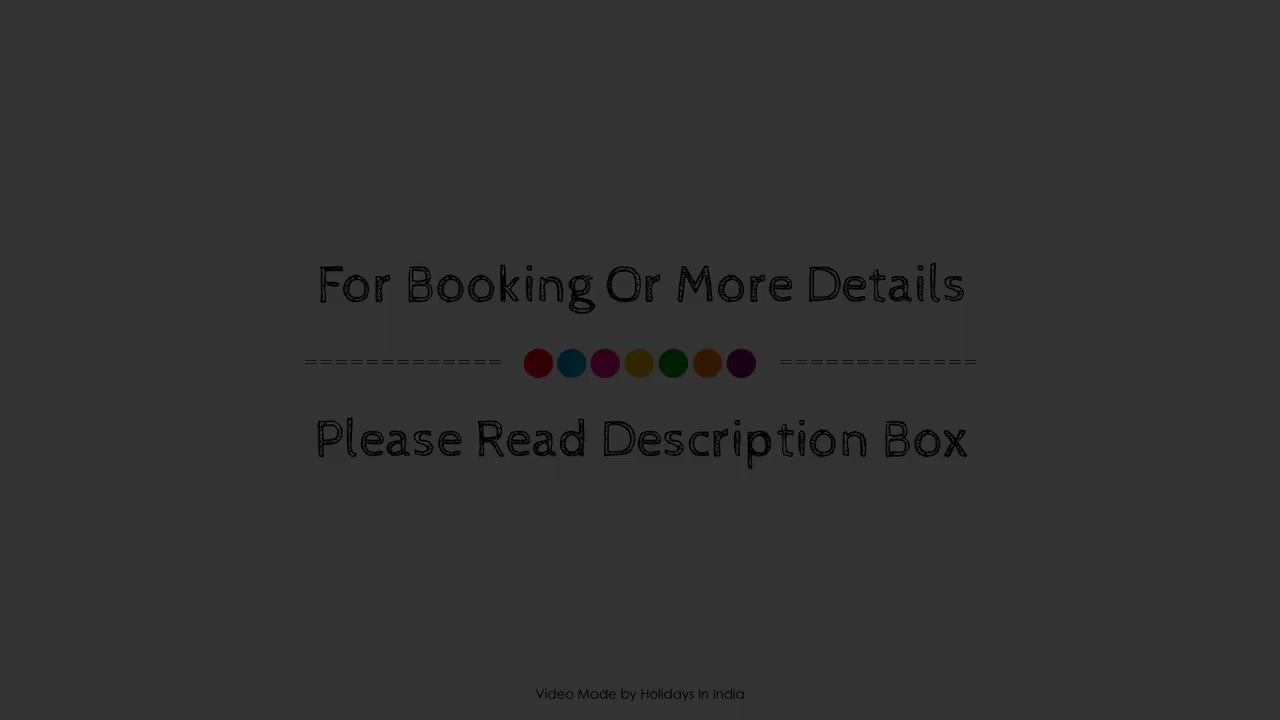 For Booking Or More Details
============= =============
Please Read Description Box
Video Made by Holidays In India